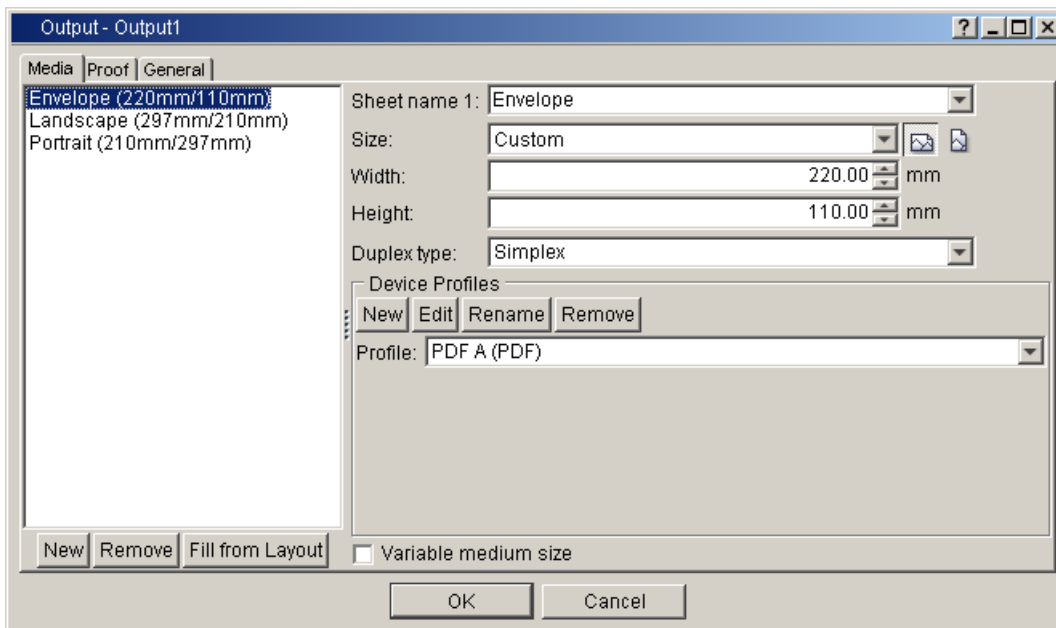 Output - Output1
Media Proof General
Envelope (220mm/110mm)
Landscape (297mm/210mm)
Portrait (210mm/297mm)
Sheet name 1: Envelope
Size: Custom
Width: 220.00 mm
Height: 110.00 mm
Duplex type: Simplex
Device Profiles
New Edit Rename Remove
Profile: PDF A (PDF)
New Remove Fill from Layout
Variable medium size
OK Cancel